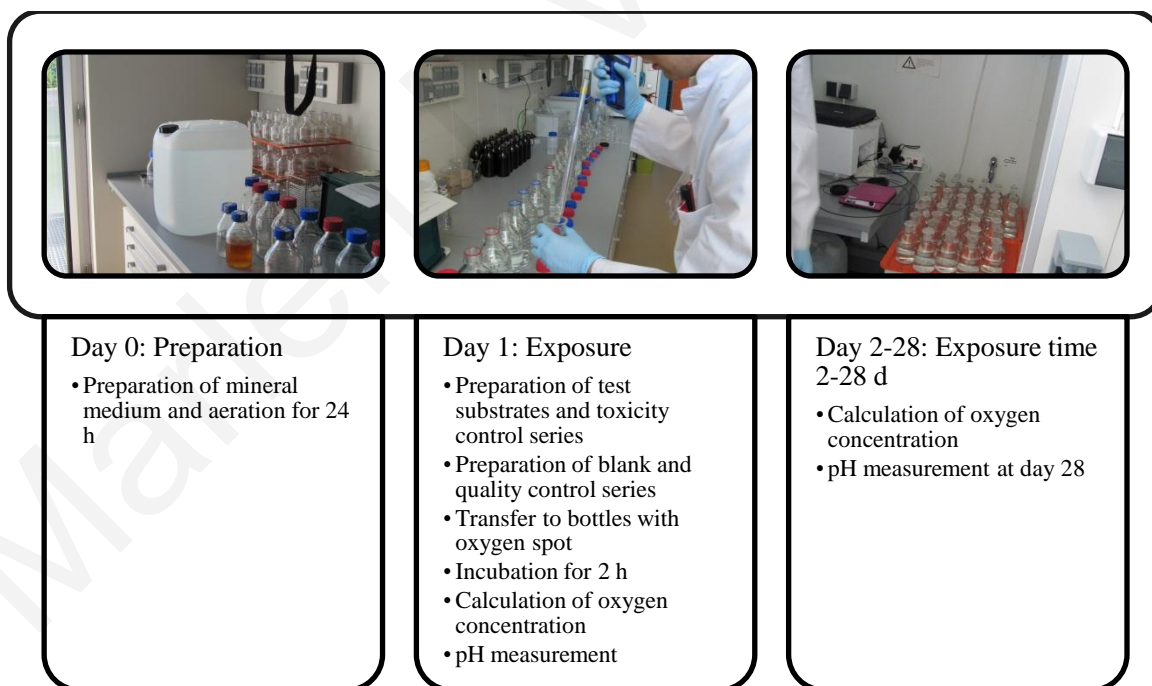 Day 0: Preparation
• Preparation of mineral
medium and aeration for 24
h
Day 1: Exposure
• Preparation of test
substrates and toxicity
control series
• Preparation of blank and
quality control series
• Transfer to bottles with
oxygen spot
• Incubation for 2 h
• Calculation of oxygen
concentration
• pH measurement
Day 2-28: Exposure time
2-28 d
• Calculation of oxygen
concentration
• pH measurement at day 28